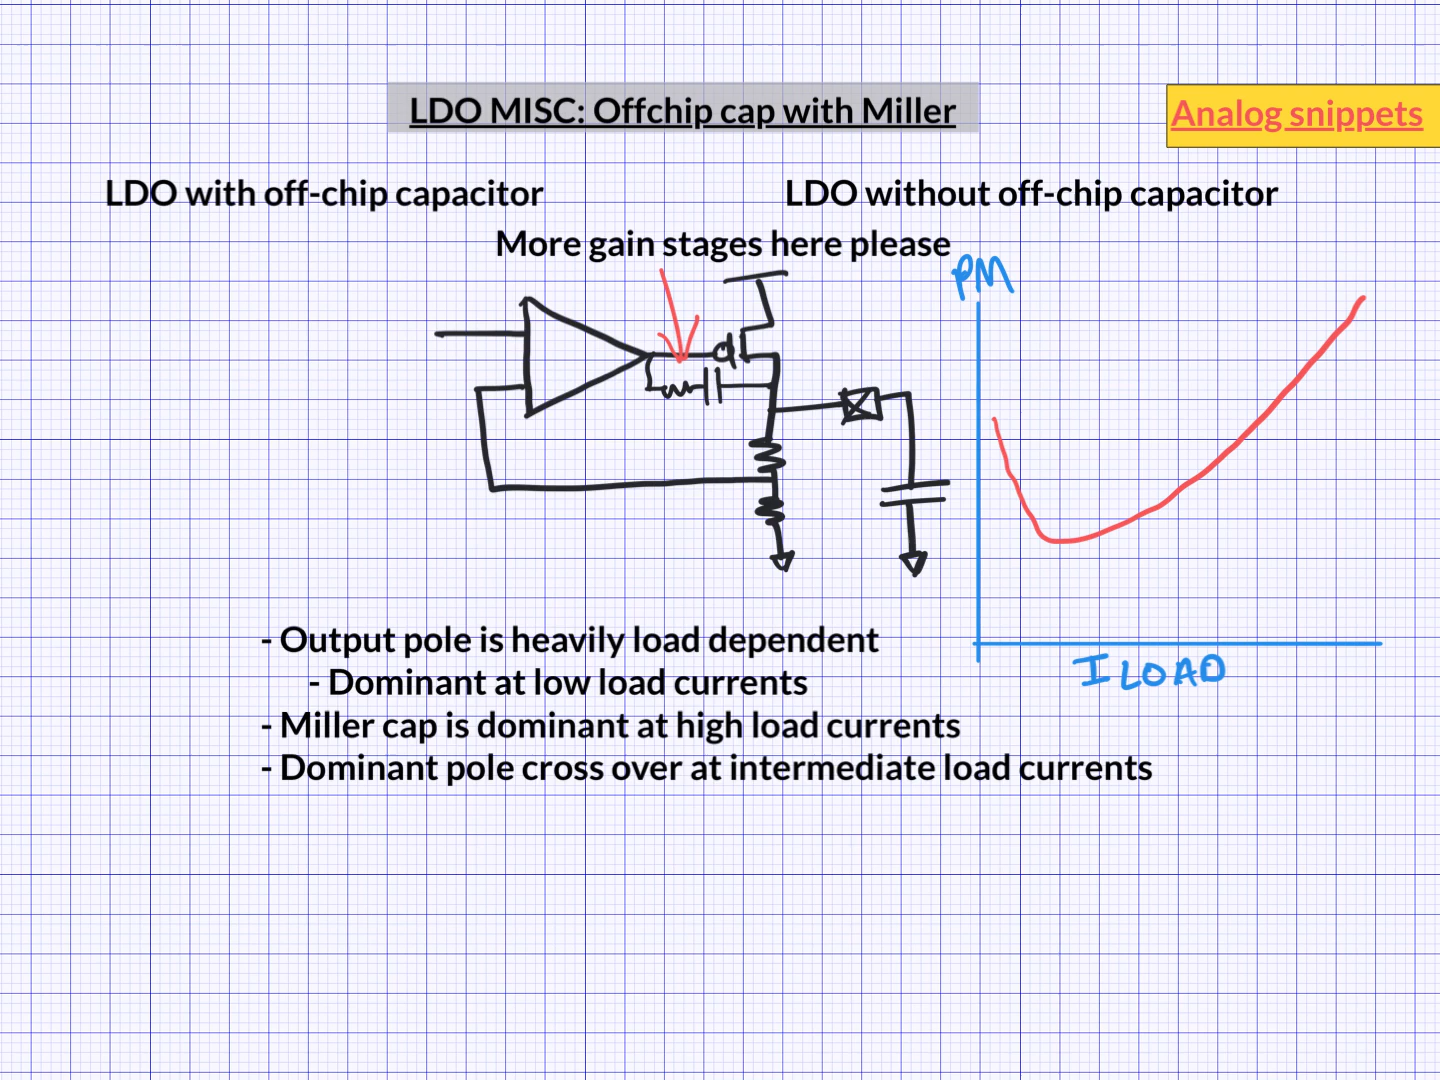 LDO MISC: Offchip cap with Miller
Analog snippets
LDO with off-chip capacitor
LDO without off-chip capacitor
More gain stages here please
PM
I LOAD
- Output pole is heavily load dependent
- Dominant at low load currents
- Miller cap is dominant at high load currents
- Dominant pole cross over at intermediate load currents